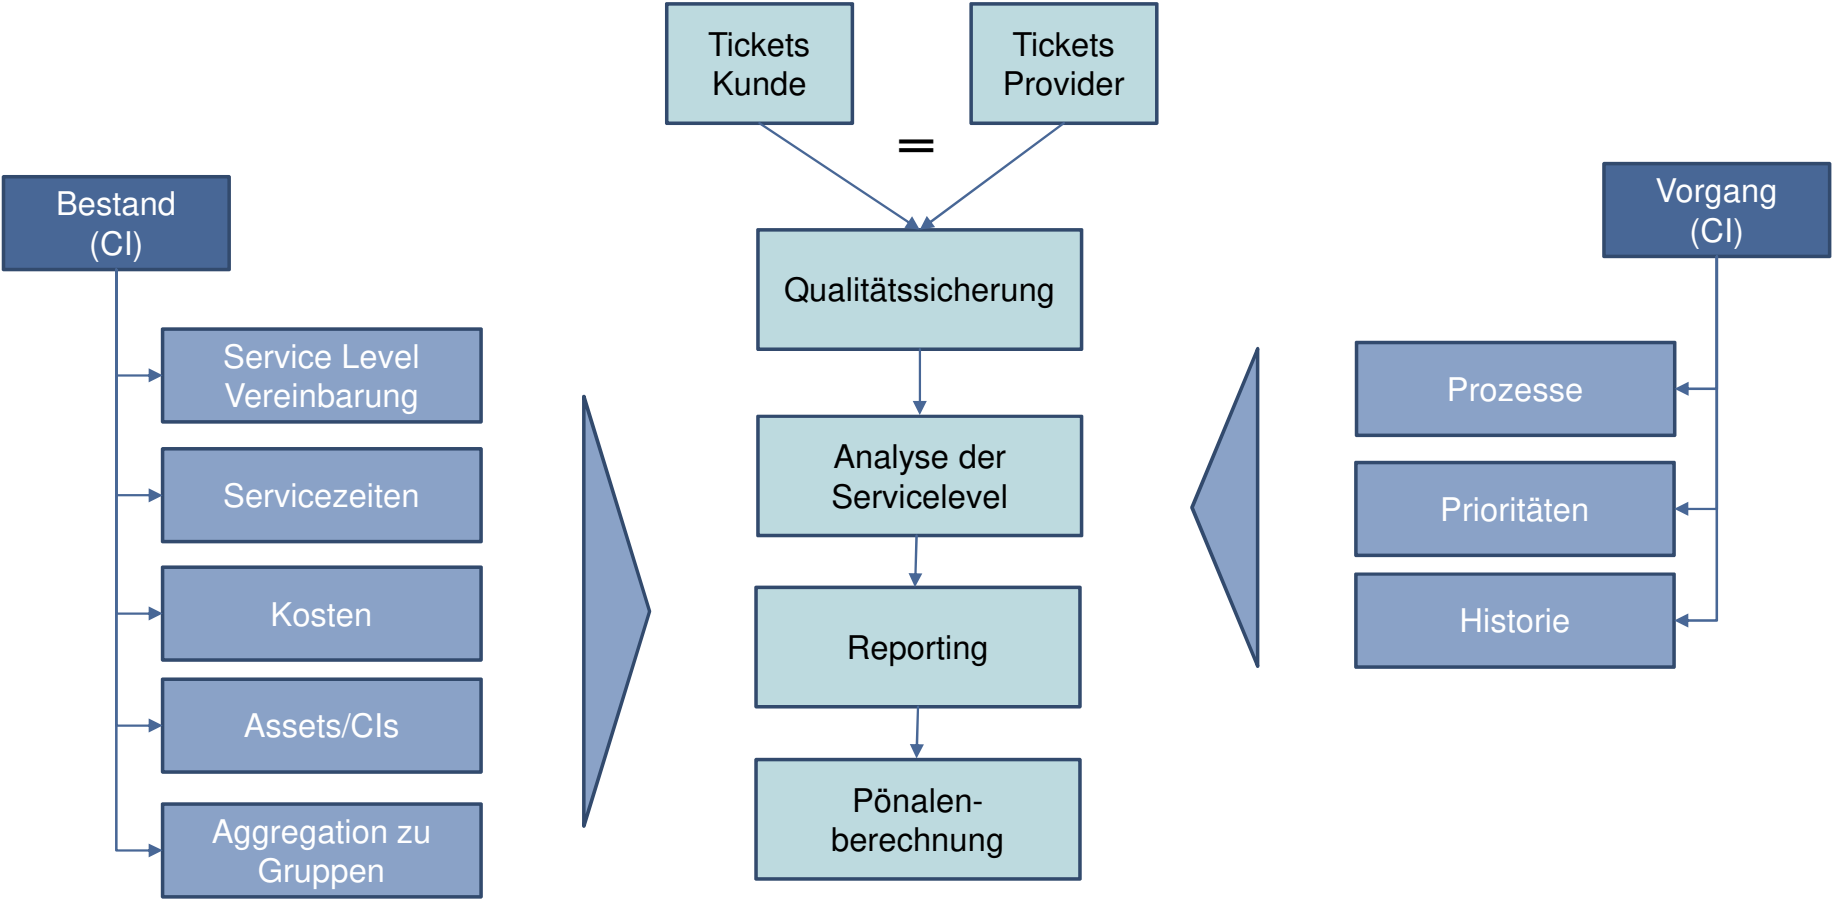 Tickets
Kunde
Tickets
Provider
=
Bestand
(CI)
Service Level
Vereinbarung
Servicezeiten
Kosten
Assets/CIs
Aggregation zu
Gruppen
Qualitätssicherung
Analyse der
Servicelevel
Reporting
Pönalen-
berechnung
Vorgang
(CI)
Prozesse
Prioritäten
Historie